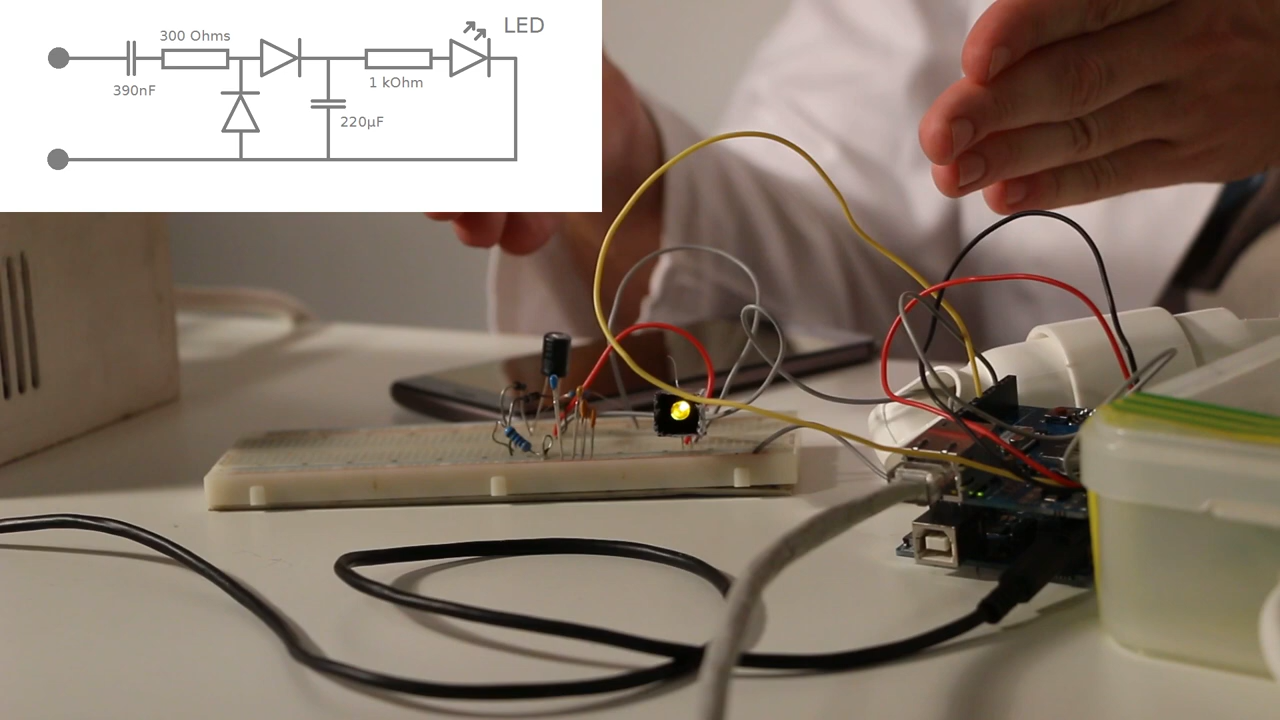 LED
300 Ohms
390nF
1 kOhm
220μF